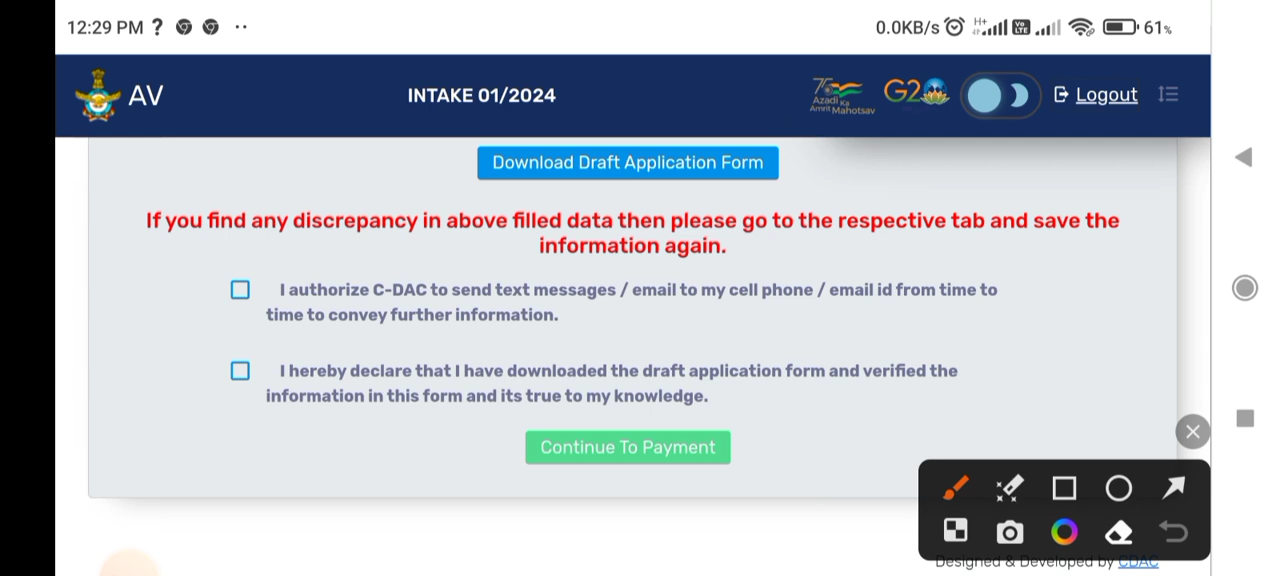 12:29 PM ?
0.0KB/s H+ 4G Vo LTE 61%
AV
INTAKE 01/2024
75 Azadi Ka Amrit Mahotsav
G20
Logout
Download Draft Application Form
If you find any discrepancy in above filled data then please go to the respective tab and save the
information again.
I authorize C-DAC to send text messages / email to my cell phone / email id from time to
time to convey further information.
I hereby declare that I have downloaded the draft application form and verified the
information in this form and its true to my knowledge.
Continue To Payment
Designed & Developed by CDAC